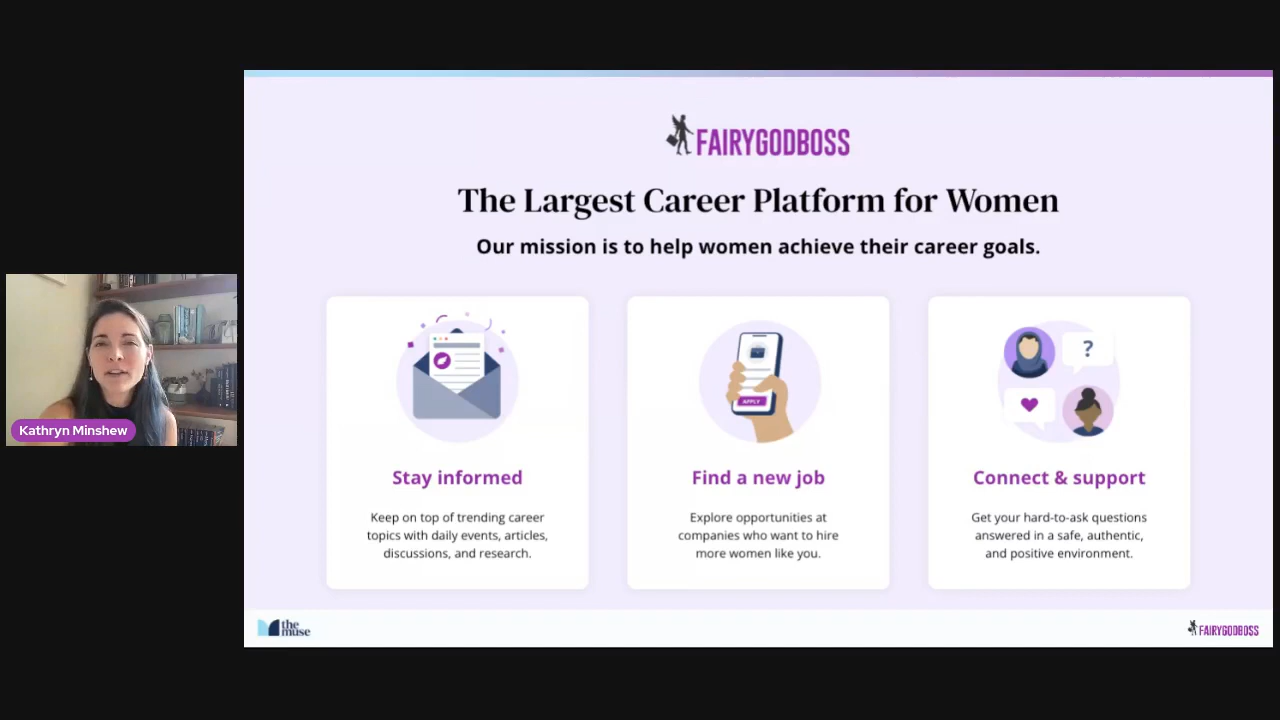 FAIRYGODBOSS
The Largest Career Platform for Women
Our mission is to help women achieve their career goals.
Kathryn Minshew
?
APPLY
Stay informed
Keep on top of trending career
topics with daily events, articles,
discussions, and research.
Find a new job
Explore opportunities at
companies who want to hire
more women like you.
Connect & support
Get your hard-to-ask questions
answered in a safe, authentic,
and positive environment.
the
muse
FAIRYGODBOSS